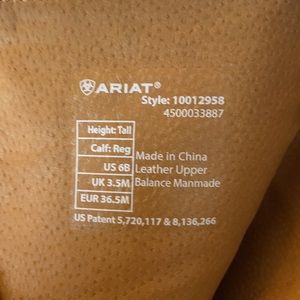 ARIAT®
Style: 10012958
4500033887
Height: Tall
Calf: Reg
US 6B
UK 3.5M
EUR 36.5M
Made in China
Leather Upper
Balance Manmade
US Patent 5,720,117 & 8,136,266